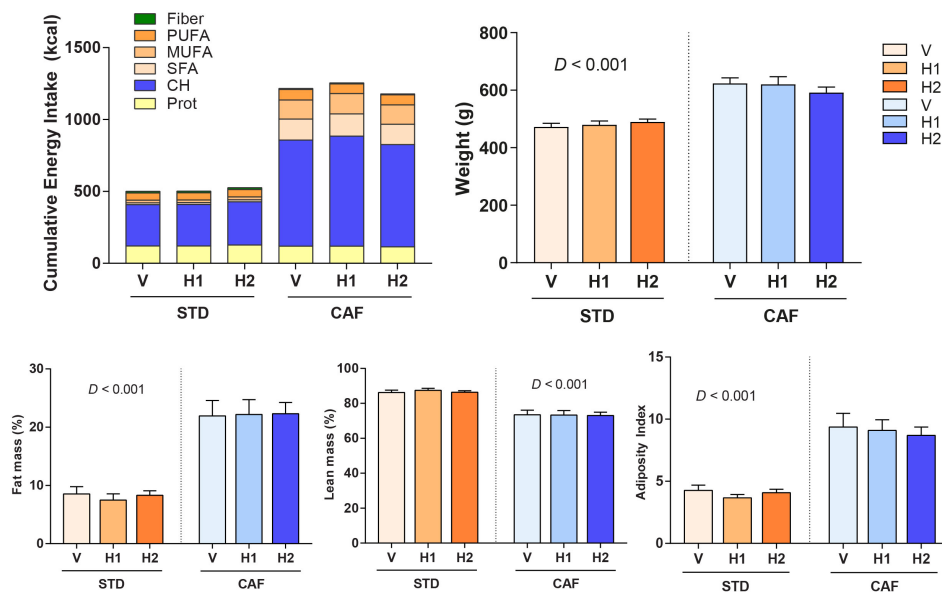 Cumulative Energy Intake (kcal)
1500
1000
500
0
Fiber
PUFA
MUFA
SFA
CH
Prot
V H1 H2 V H1 H2
STD CAF
Weight (g)
800
600
400
200
0
D < 0.001
V H1 H2 V H1 H2
STD CAF
V
H1
H2
V
H1
H2
Fat mass (%)
30
20
10
0
D < 0.001
V H1 H2 V H1 H2
STD CAF
Lean mass (%)
100
80
60
40
20
0
D < 0.001
V H1 H2 V H1 H2
STD CAF
Adiposity Index
15
10
5
0
D < 0.001
V H1 H2 V H1 H2
STD CAF